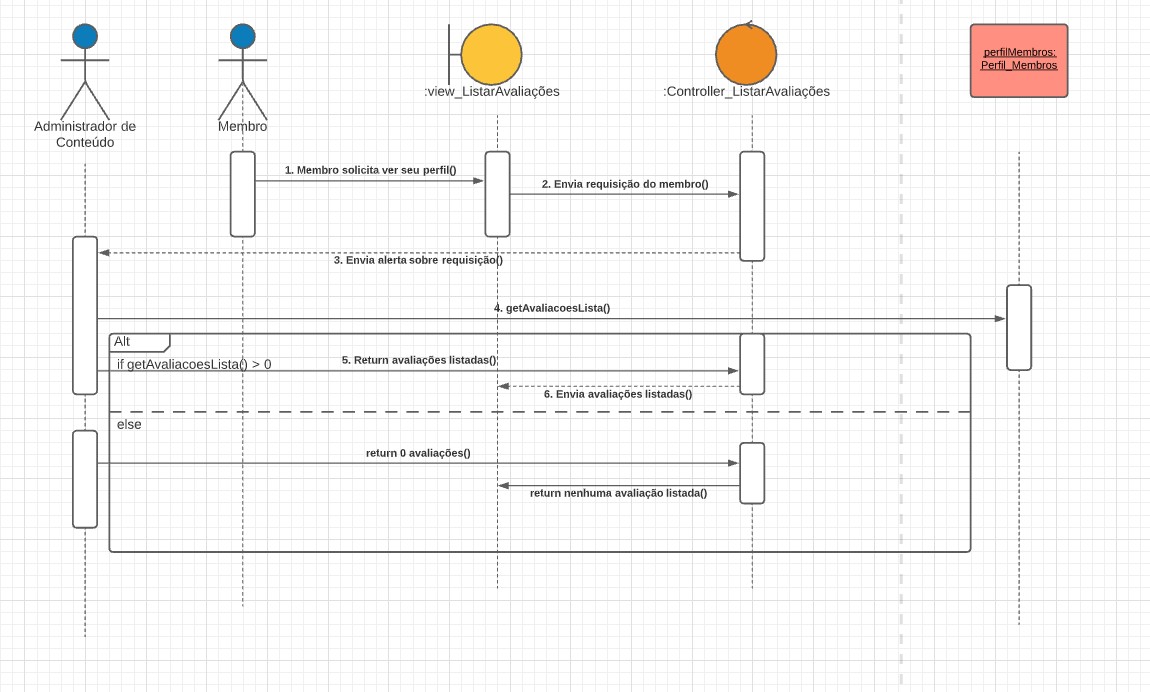 Administrador de
Conteúdo
Membro
:view_ListarAvaliações
:Controller_ListarAvaliações
perfilMembros:
Perfil_Membros
1. Membro solicita ver seu perfil()
2. Envia requisição do membro()
3. Envia alerta sobre requisição()
4. getAvaliacoesLista()
Alt
if getAvaliacoesLista() > 0
5. Return avaliações listadas()
6. Envia avaliações listadas()
else
return 0 avaliações()
return nenhuma avaliação listada()